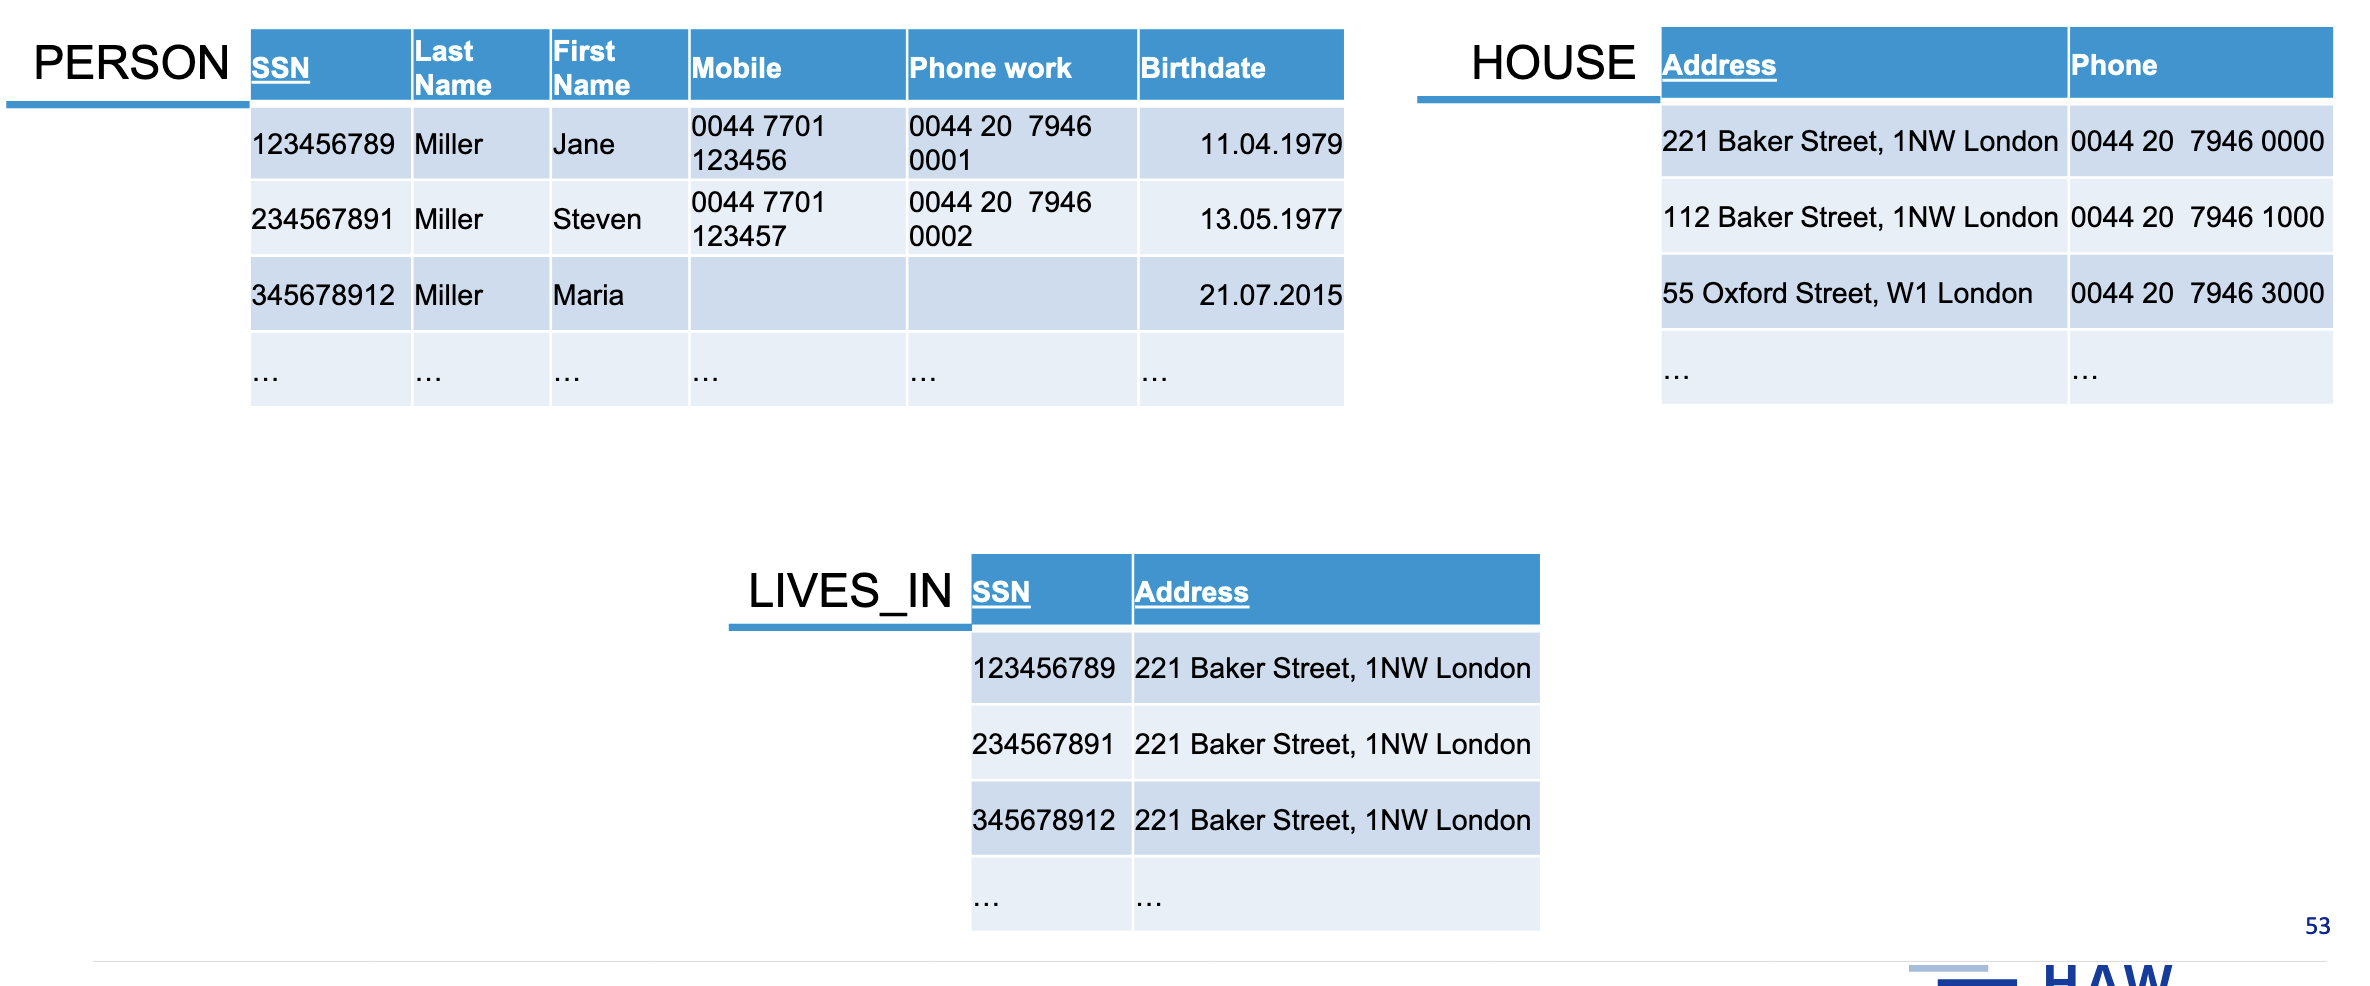 PERSON
SSN Last Name First Name Mobile Phone work Birthdate
123456789 Miller Jane 0044 7701 123456 0044 20 7946 0001 11.04.1979
234567891 Miller Steven 0044 7701 123457 0044 20 7946 0002 13.05.1977
345678912 Miller Maria 21.07.2015
… … … … … …
HOUSE
Address Phone
221 Baker Street, 1NW London 0044 20 7946 0000
112 Baker Street, 1NW London 0044 20 7946 1000
55 Oxford Street, W1 London 0044 20 7946 3000
… …
LIVES_IN
SSN Address
123456789 221 Baker Street, 1NW London
234567891 221 Baker Street, 1NW London
345678912 221 Baker Street, 1NW London
… …
53
HAW